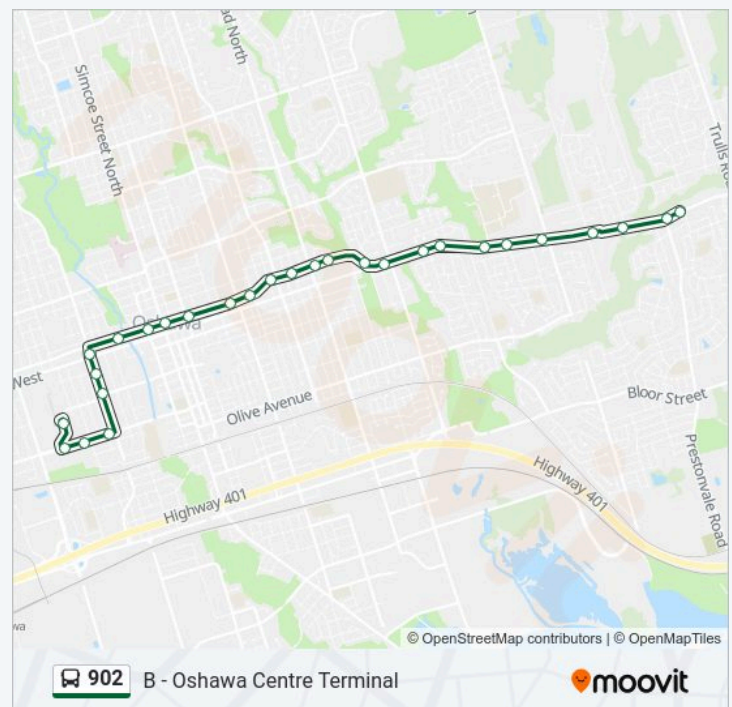 ad North
Simcoe Street North
Trulls Ro
Oshawa
West
Olive Avenue
Bloor Street
Highway 401
Highway 401
Prestonvale Road
wa
© OpenStreetMap contributors | © OpenMapTiles
902 B - Oshawa Centre Terminal
moovit